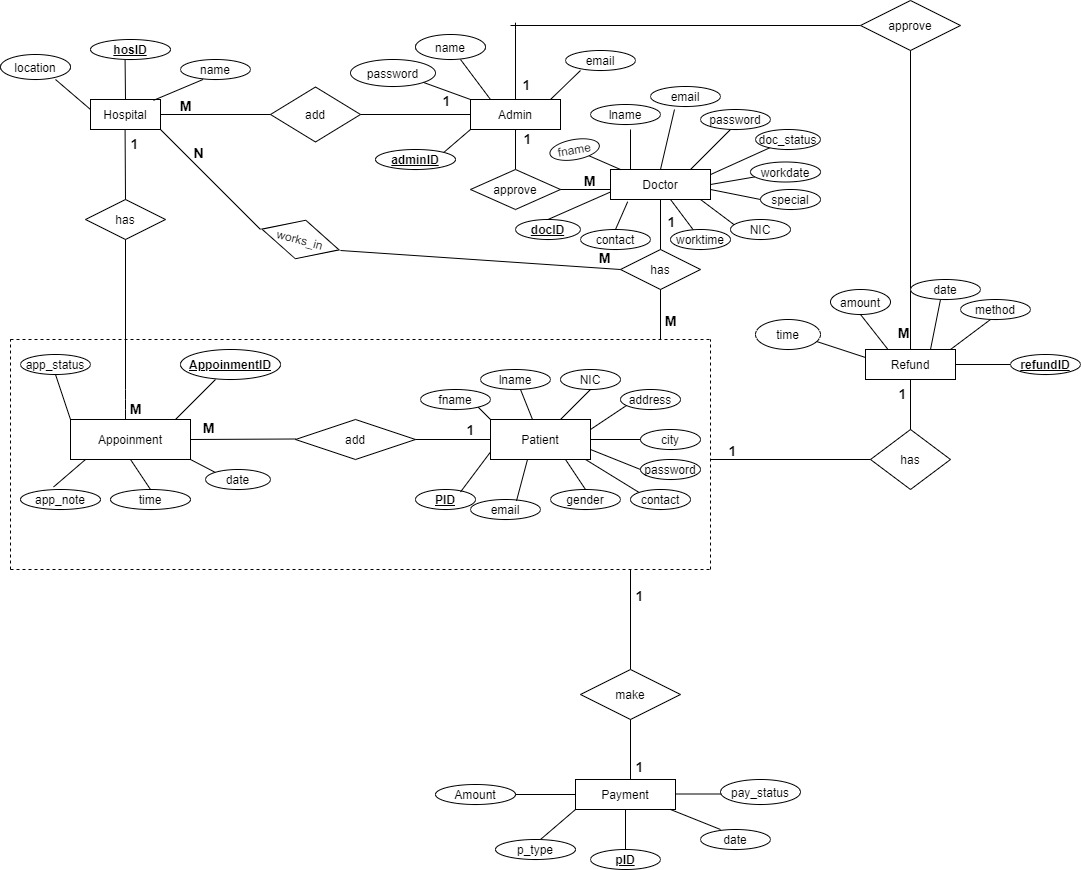 approve
hosID
location
name
name
password
email
1
Hospital
M
add
1
Admin
1
1
adminID
N
approve
M
email
lname
password
doc_status
fname
workdate
Doctor
special
docID
contact
1
worktime
NIC
has
works_in
M
has
M
amount
date
method
time
M
Refund
refundID
1
app_status
AppoinmentID
M
lname
NIC
fname
address
Appoinment
M
add
1
Patient
city
1
has
password
date
app_note
time
PID
email
gender
contact
1
make
1
Amount
Payment
pay_status
p_type
pID
date